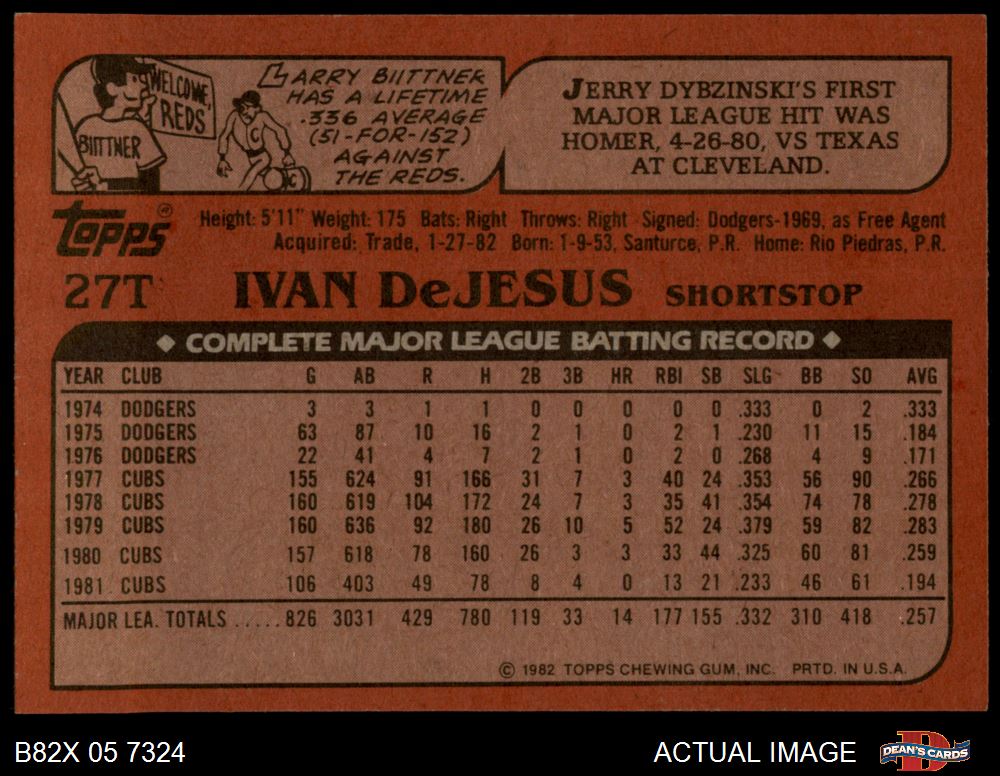 WELCOME,
REDS
BIITTNER
C
C
LARRY BIITTNER
HAS A LIFETIME
.336 AVERAGE
(51-FOR-152)
AGAINST
THE REDS.
JERRY DYBZINSKI'S FIRST
MAJOR LEAGUE HIT WAS
HOMER, 4-26-80, VS TEXAS
AT CLEVELAND.
Topps®
Height: 5'11" Weight: 175 Bats: Right Throws: Right Signed: Dodgers-1969, as Free Agent
Acquired: Trade, 1-27-82 Born: 1-9-53, Santurce, P.R. Home: Rio Piedras, P.R.
27T IVAN DeJESUS SHORTSTOP
◆ COMPLETE MAJOR LEAGUE BATTING RECORD ◆
YEAR CLUB G AB R H 2B 3B HR RBI SB SLG BB SO AVG
1974 DODGERS 3 3 1 1 0 0 0 0 0 .333 0 2 .333
1975 DODGERS 63 87 10 16 2 1 0 2 1 .230 11 15 .184
1976 DODGERS 22 41 4 7 2 1 0 2 0 .268 4 9 .171
1977 CUBS 155 624 91 166 31 7 3 40 24 .353 56 90 .266
1978 CUBS 160 619 104 172 24 7 3 35 41 .354 74 78 .278
1979 CUBS 160 636 92 180 26 10 5 52 24 .379 59 82 .283
1980 CUBS 157 618 78 160 26 3 3 33 44 .325 60 81 .259
1981 CUBS 106 403 49 78 8 4 0 13 21 .233 46 61 .194
MAJOR LEA. TOTALS .....826 3031 429 780 119 33 14 177 155 .332 310 418 .257
© 1982 TOPPS CHEWING GUM, INC. PRTD. IN U.S.A.
B82X 05 7324
ACTUAL IMAGE
D
DEAN'S CARDS